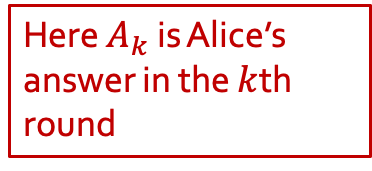 Here Aₖ is Alice’s
answer in the kth
round